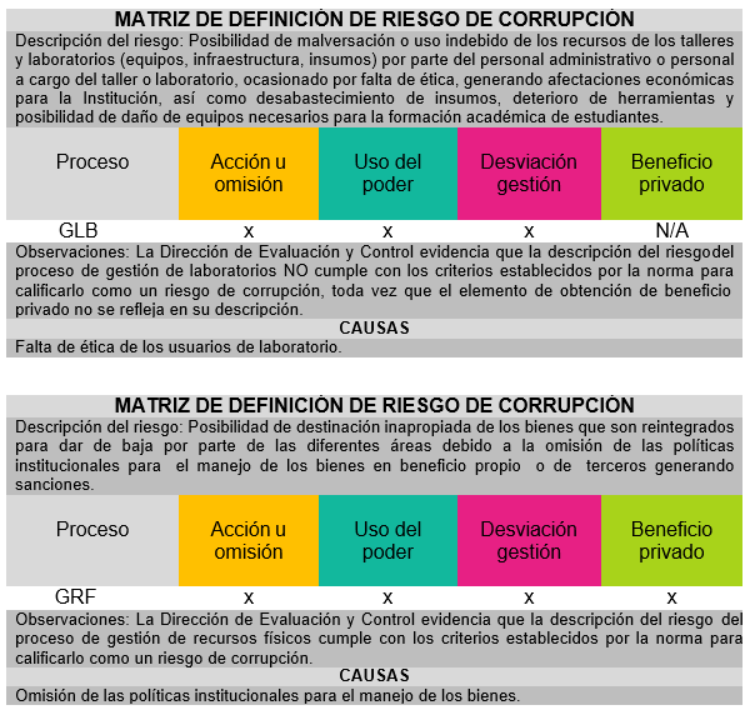 MATRIZ DE DEFINICIÓN DE RIESGO DE CORRUPCIÓN
Descripción del riesgo: Posibilidad de malversación o uso indebido de los recursos de los talleres
y laboratorios (equipos, infraestructura, insumos) por parte del personal administrativo o personal
a cargo del taller o laboratorio, ocasionado por falta de ética, generando afectaciones económicas
para la Institución, así como desabastecimiento de insumos, deterioro de herramientas y
posibilidad de daño de equipos necesarios para la formación académica de estudiantes.
Proceso Acción u omisión Uso del poder Desviación gestión Beneficio privado
GLB x x x N/A
Observaciones: La Dirección de Evaluación y Control evidencia que la descripción del riesgodel
proceso de gestión de laboratorios NO cumple con los criterios establecidos por la norma para
calificarlo como un riesgo de corrupción, toda vez que el elemento de obtención de beneficio
privado no se refleja en su descripción.
CAUSAS
Falta de ética de los usuarios de laboratorio.
MATRIZ DE DEFINICIÓN DE RIESGO DE CORRUPCIÓN
Descripción del riesgo: Posibilidad de destinación inapropiada de los bienes que son reintegrados
para dar de baja por parte de las diferentes áreas debido a la omisión de las políticas
institucionales para el manejo de los bienes en beneficio propio o de terceros generando
sanciones.
Proceso Acción u omisión Uso del poder Desviación gestión Beneficio privado
GRF x x x x
Observaciones: La Dirección de Evaluación y Control evidencia que la descripción del riesgo del
proceso de gestión de recursos físicos cumple con los criterios establecidos por la norma para
calificarlo como un riesgo de corrupción.
CAUSAS
Omisión de las políticas institucionales para el manejo de los bienes.